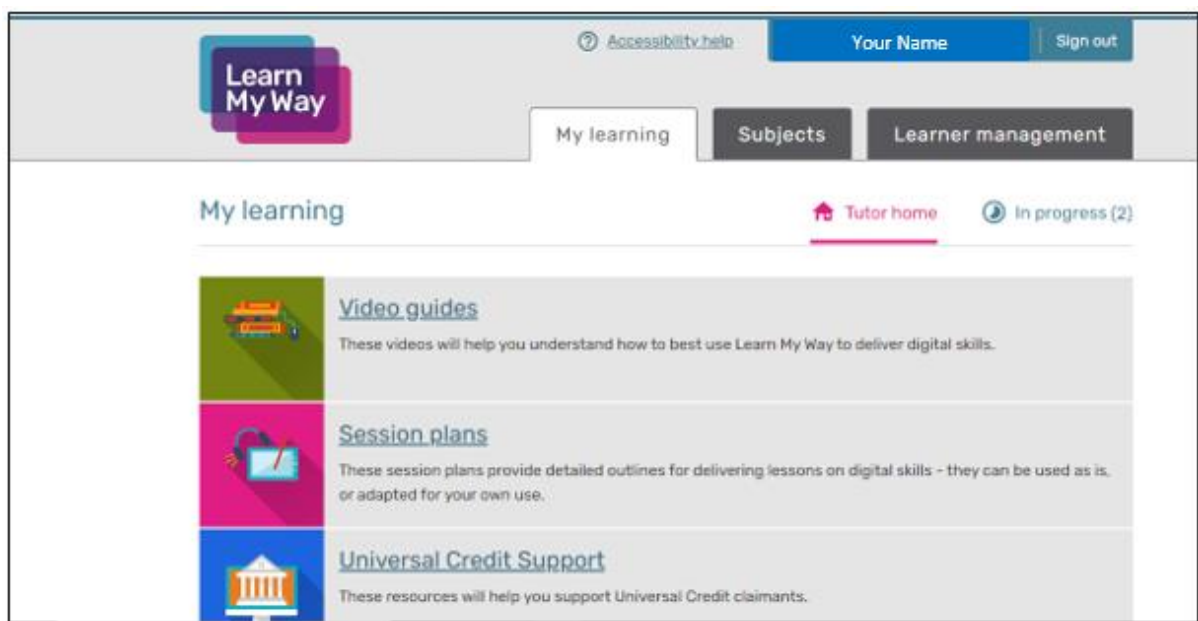 Accessibility help
Your Name
Sign out
Learn
My Way
My learning
Subjects
Learner management
My learning
Tutor home
In progress (2)
Video guides
These videos will help you understand how to best use Learn My Way to deliver digital skills.
Session plans
These session plans provide detailed outlines for delivering lessons on digital skills - they can be used as is,
or adapted for your own use.
Universal Credit Support
These resources will help you support Universal Credit claimants.